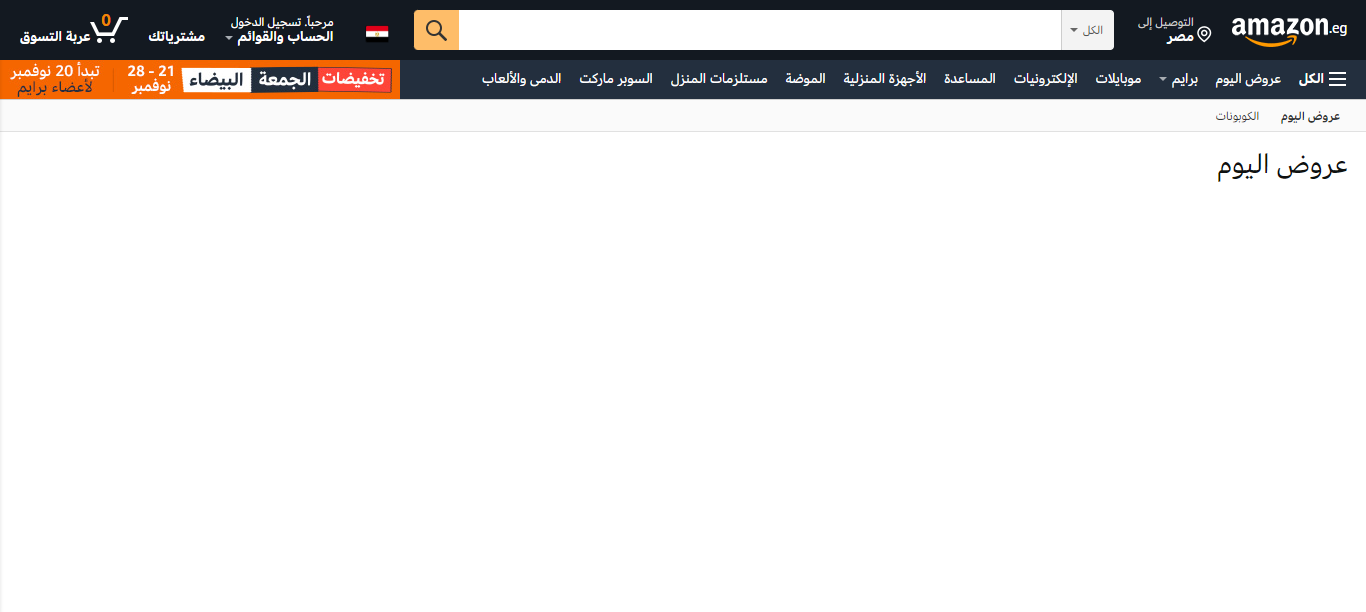 amazon.eg
التوصيل إلى
مصر
الكل
مرحباً. تسجيل الدخول
الحساب والقوائم
مشترياتك
0
عربة التسوق
الكل
عروض اليوم
برايم
موبايلات
الإلكترونيات
المساعدة
الأجهزة المنزلية
الموضة
مستلزمات المنزل
السوبر ماركت
الدمى والألعاب
تخفيضات الجمعة البيضاء
21 - 28
نوفمبر
تبدأ 20 نوفمبر
لأعضاء برايم
عروض اليوم
الكوبونات
عروض اليوم